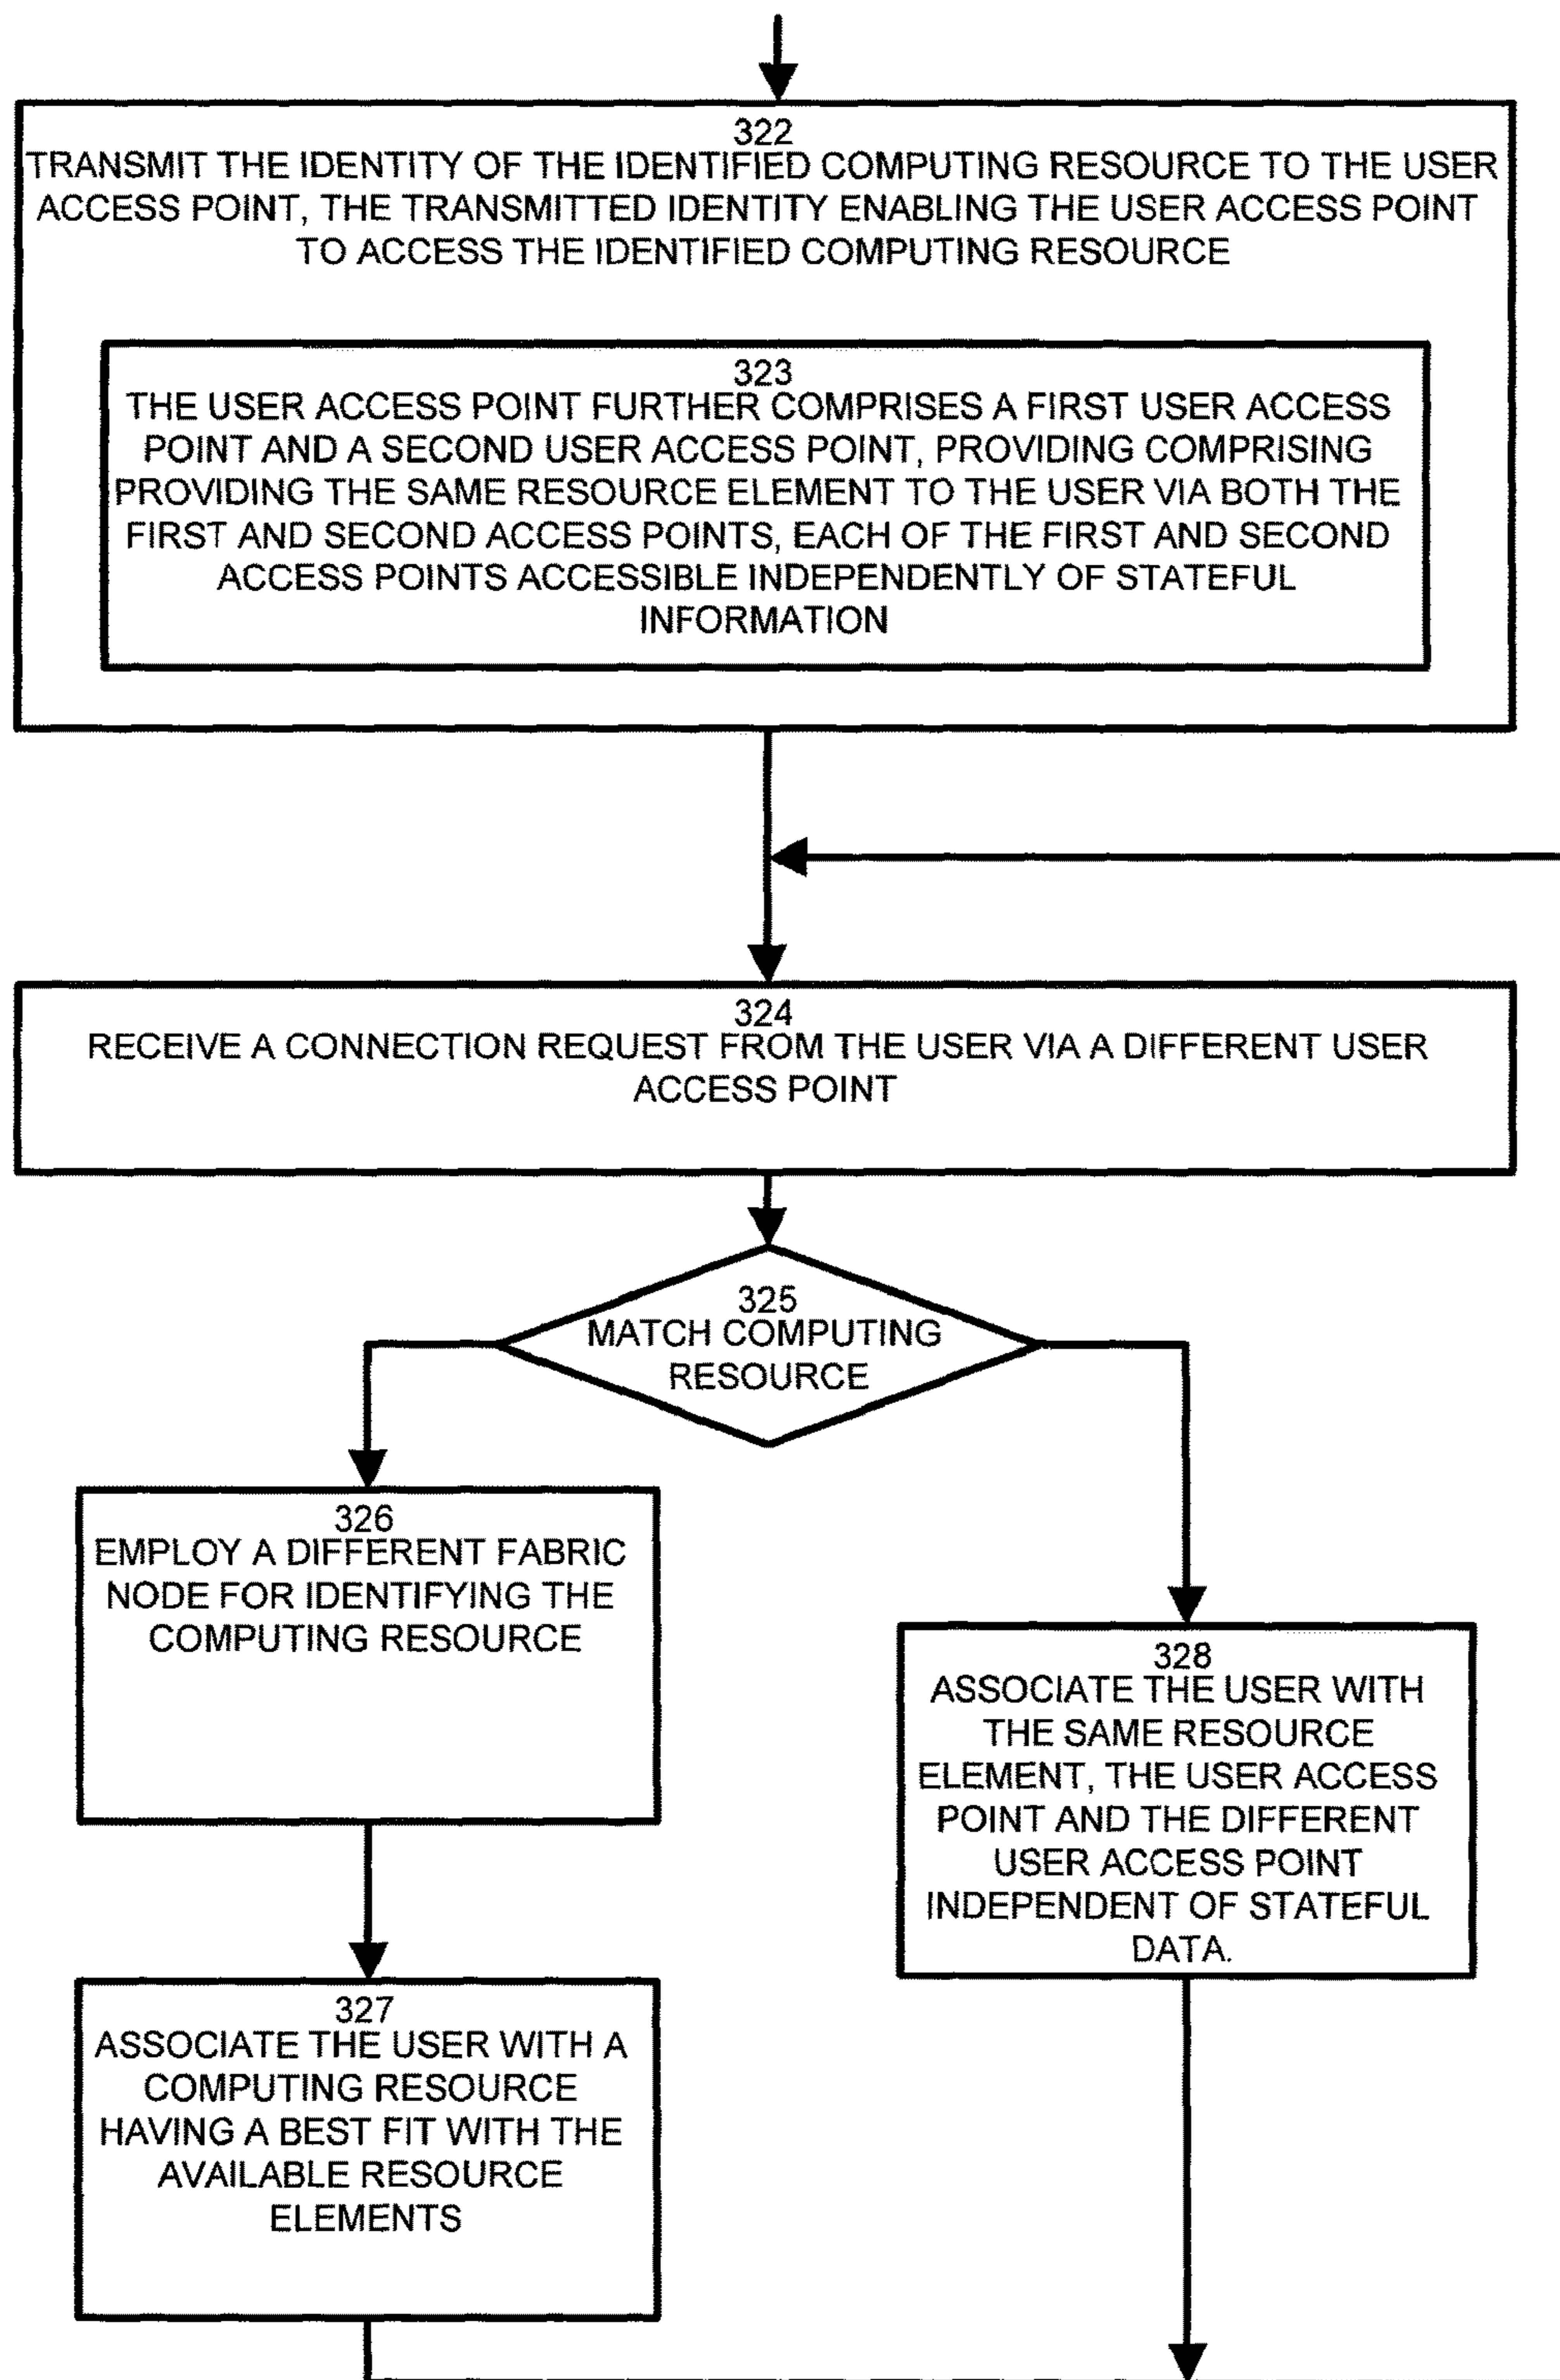 322
TRANSMIT THE IDENTITY OF THE IDENTIFIED COMPUTING RESOURCE TO THE USER
ACCESS POINT, THE TRANSMITTED IDENTITY ENABLING THE USER ACCESS POINT
TO ACCESS THE IDENTIFIED COMPUTING RESOURCE
323
THE USER ACCESS POINT FURTHER COMPRISES A FIRST USER ACCESS
POINT AND A SECOND USER ACCESS POINT, PROVIDING COMPRISING
PROVIDING THE SAME RESOURCE ELEMENT TO THE USER VIA BOTH THE
FIRST AND SECOND ACCESS POINTS, EACH OF THE FIRST AND SECOND
ACCESS POINTS ACCESSIBLE INDEPENDENTLY OF STATEFUL
INFORMATION
324
RECEIVE A CONNECTION REQUEST FROM THE USER VIA A DIFFERENT USER
ACCESS POINT
325
MATCH COMPUTING
RESOURCE
326
EMPLOY A DIFFERENT FABRIC
NODE FOR IDENTIFYING THE
COMPUTING RESOURCE
327
ASSOCIATE THE USER WITH A
COMPUTING RESOURCE
HAVING A BEST FIT WITH THE
AVAILABLE RESOURCE
ELEMENTS
328
ASSOCIATE THE USER WITH
THE SAME RESOURCE
ELEMENT, THE USER ACCESS
POINT AND THE DIFFERENT
USER ACCESS POINT
INDEPENDENT OF STATEFUL
DATA.